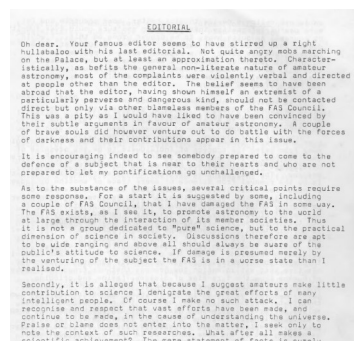 EDITORIAL
Oh dear. Your famous editor seems to have stirred up a right
hullabaloo with his last editorial. Not quite angry mobs marching
on the Palace, but at least an approximation thereto. Character-
istically, as befits the general non-literate nature of amateur
astronomy, most of the complaints were violently verbal and directed
at people other than the editor. The belief seems to have been
abroad that the editor, having shown himself an extremist of a
particularly perverse and dangerous kind, should not be contacted
direct but only via other blameless members of the FAS Council.
This was a pity as I would have liked to have been convinced by
their subtle arguments in favour of amateur astronomy. A couple
of brave souls did however venture out to do battle with the forces
of darkness and their contributions appear in this issue.
It is encouraging indeed to see somebody prepared to come to the
defence of a subject that is near to their hearts and who are not
prepared to let my pontifications go unchallenged.
As to the substance of the issues, several critical points require
some response. For a start it is suggested by some, including
a couple of FAS Council, that I have damaged the FAS in some way.
The FAS exists, as I see it, to promote astronomy to the world
at large through the interaction of its member societies. Thus
it is not a group dedicated to "pure" science, but to the practical
dimension of science in society. Discussions therefore are apt
to be wide ranging and above all should always be aware of the
public's attitude to science. If damage is presumed merely by
the venturing of the subject the FAS is in a worse state than I
realised.
Secondly, it is alleged that because I suggest amateurs make little
contribution to science I denigrate the great efforts of many
intelligent people. Of course I make no such attack. I can
recognise and respect that vast efforts have been made, and
continue to be made, in the cause of understanding the universe.
Praise or blame does not enter into the matter, I seek only to
note the context of such researches. What after all makes a
scientific achievement? The mere statement of facts is